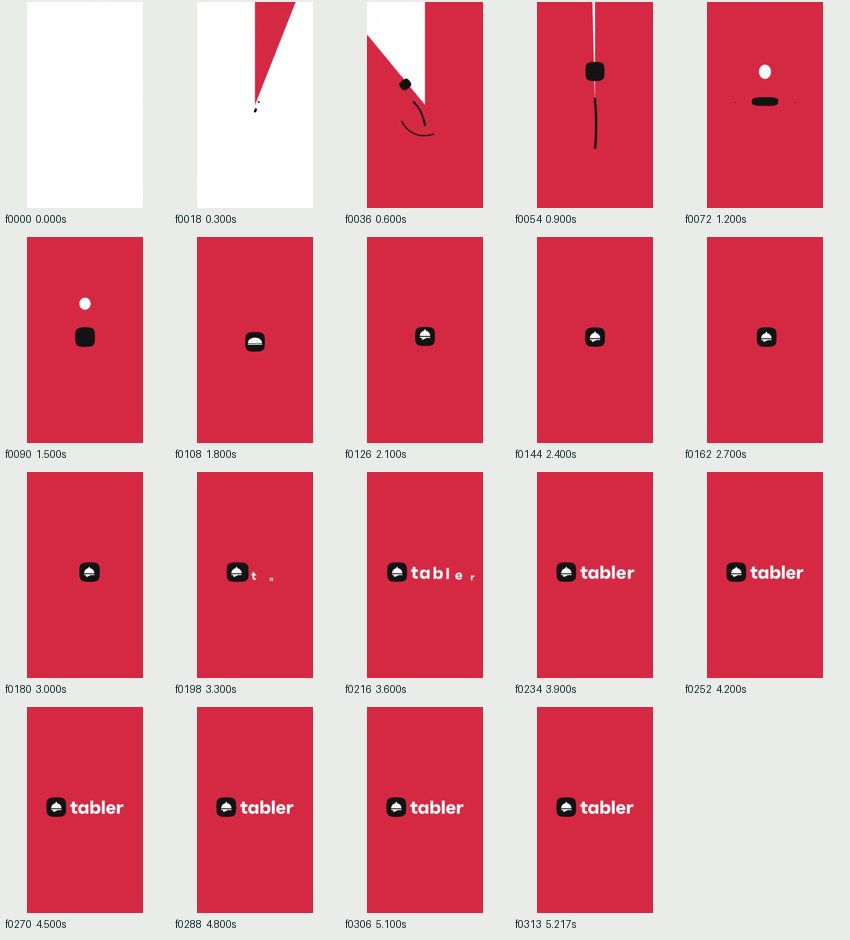 f0000 0.000s
f0018 0.300s
f0036 0.600s
f0054 0.900s
f0072 1.200s
f0090 1.500s
f0108 1.800s
f0126 2.100s
f0144 2.400s
f0162 2.700s
t a
tabler
tabler
tabler
f0180 3.000s
f0198 3.300s
f0216 3.600s
f0234 3.900s
f0252 4.200s
tabler
tabler
tabler
tabler
f0270 4.500s
f0288 4.800s
f0306 5.100s
f0313 5.217s